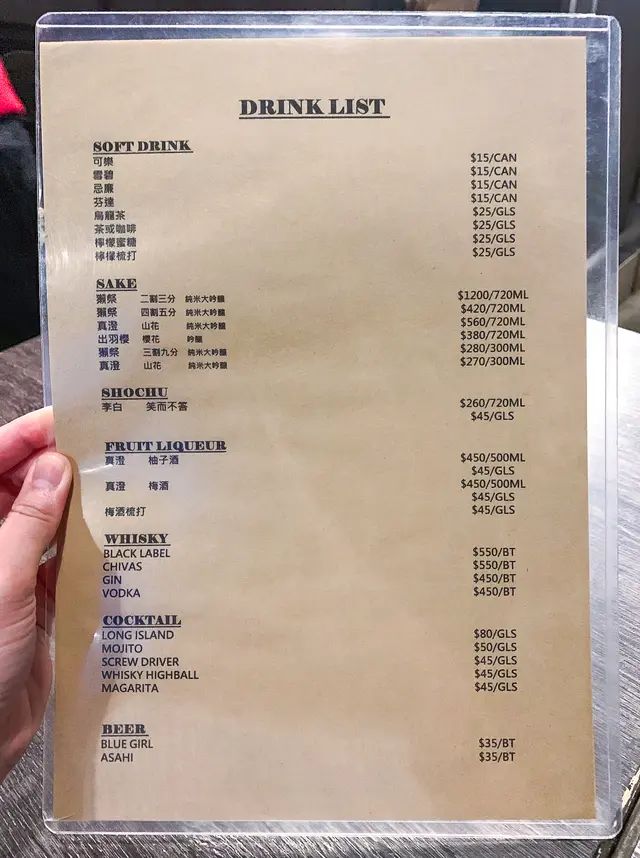 DRINK LIST
SOFT DRINK
可樂 $15/CAN
雪碧 $15/CAN
忌廉 $15/CAN
芬達 $15/CAN
烏龍茶 $25/GLS
茶或咖啡 $25/GLS
檸檬蜜糖 $25/GLS
檸檬梳打 $25/GLS
SAKE
獺祭 二割三分 純米大吟釀 $1200/720ML
獺祭 四割五分 純米大吟釀 $420/720ML
真澄 山花 純米大吟釀 $560/720ML
出羽櫻 櫻花 吟釀 $380/720ML
獺祭 三割九分 純米大吟釀 $280/300ML
真澄 山花 純米大吟釀 $270/300ML
SHOCHU
李白 笑而不答 $260/720ML
$45/GLS
FRUIT LIQUEUR
真澄 柚子酒 $450/500ML
$45/GLS
真澄 梅酒 $450/500ML
$45/GLS
梅酒梳打 $45/GLS
WHISKY
BLACK LABEL $550/BT
CHIVAS $550/BT
GIN $450/BT
VODKA $450/BT
COCKTAIL
LONG ISLAND $80/GLS
MOJITO $50/GLS
SCREW DRIVER $45/GLS
WHISKY HIGHBALL $45/GLS
MAGARITA $45/GLS
BEER
BLUE GIRL $35/BT
ASAHI $35/BT